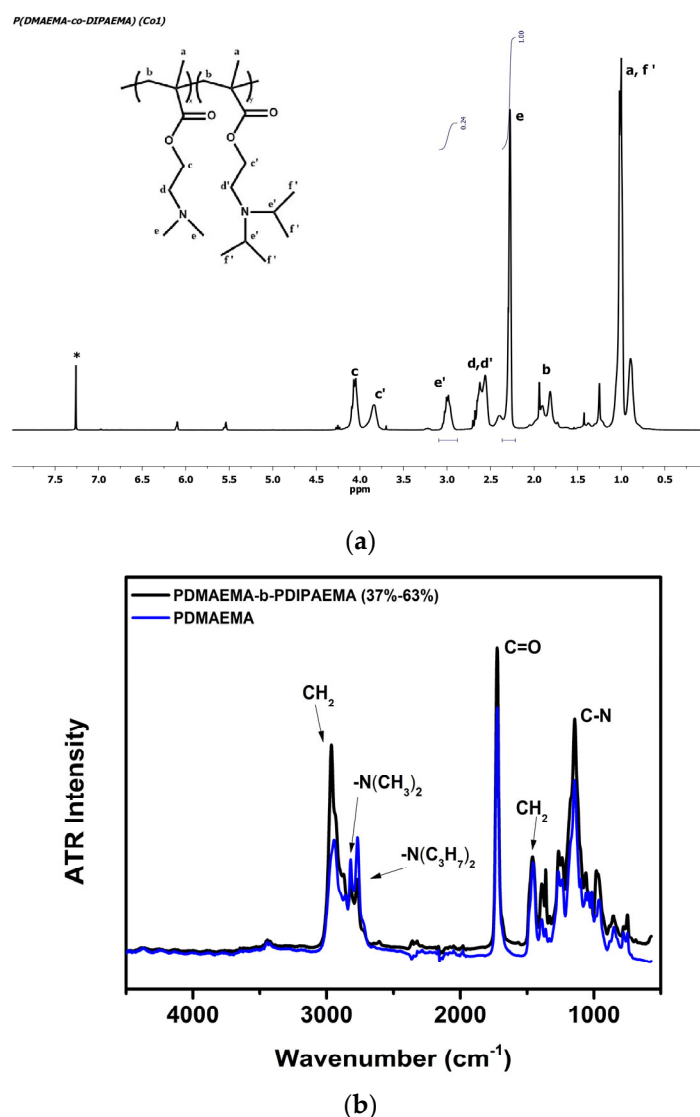 P(DMAEMA-co-DIPAEMA) (Co1)
a a
b b
x y
O O
O O
c c'
d d'
N N
e e
e' e'
f' f' f' f'
0.24 1.00
* c c' e' d,d' e b a, f '
7.5 7.0 6.5 6.0 5.5 5.0 4.5 4.0 3.5 3.0 2.5 2.0 1.5 1.0 0.5
ppm
(a)
PDMAEMA-b-PDIPAEMA (37%-63%)
PDMAEMA
C=O
CH2
C-N
-N(CH3)2
-N(C3H7)2
CH2
ATR Intensity
4000 3000 2000 1000
Wavenumber (cm-1)
(b)